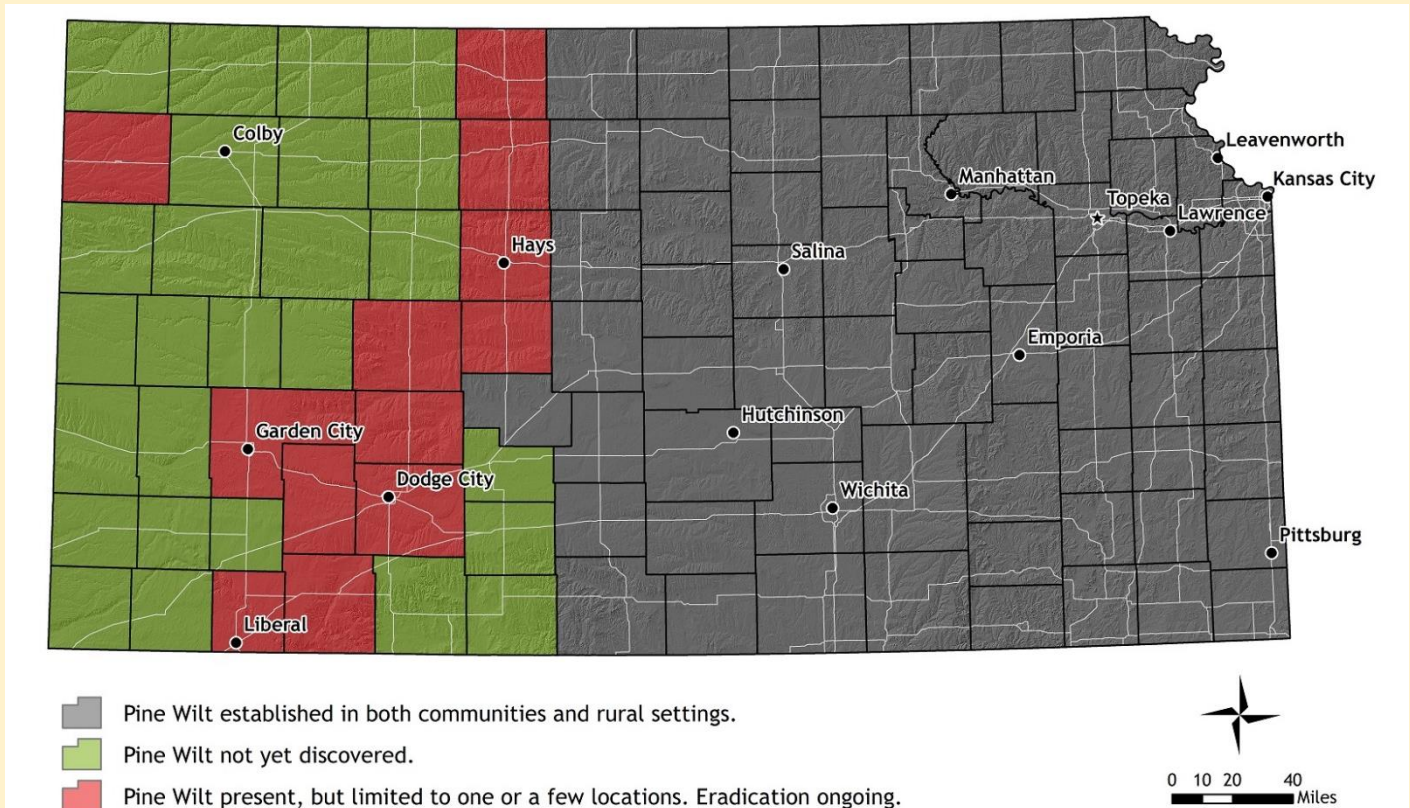 Colby
Leavenworth
Manhattan
Kansas City
Topeka
Lawrence
Hays
Salina
Emporia
Hutchinson
Garden City
Dodge City
Wichita
Pittsburg
Liberal
Pine Wilt established in both communities and rural settings.
Pine Wilt not yet discovered.
Pine Wilt present, but limited to one or a few locations. Eradication ongoing.
0 10 20 40
Miles